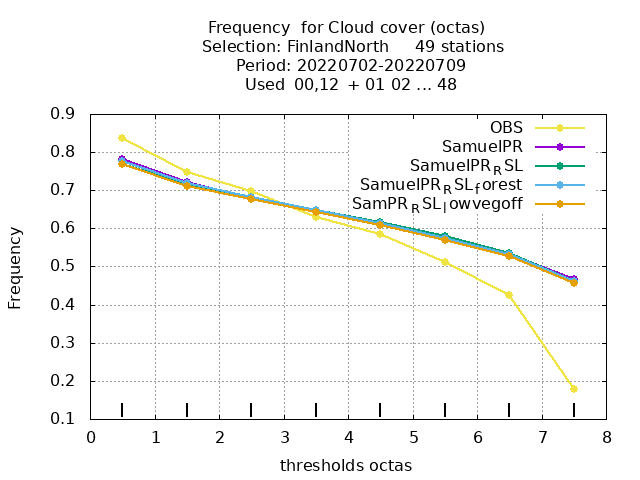 Frequency for Cloud cover (octas)
Selection: FinlandNorth 49 stations
Period: 20220702-20220709
Used 00,12 + 01 02 ... 48
OBS
SamuelPR
SamuelPR_RSL
SamuelPR_RSL_forest
SamPR_RSL_lowvegoff
Frequency
0.9
0.8
0.7
0.6
0.5
0.4
0.3
0.2
0.1
0 1 2 3 4 5 6 7 8
thresholds octas